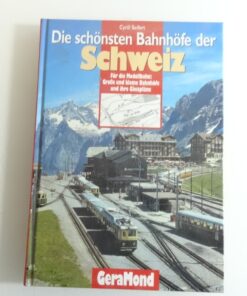 Cyrill Seifert
Die schönsten Bahnhöfe der
Schweiz
Für die Modellbahn:
Große und kleine Bahnhöfe
und ihre Gleispläne
GeraMond